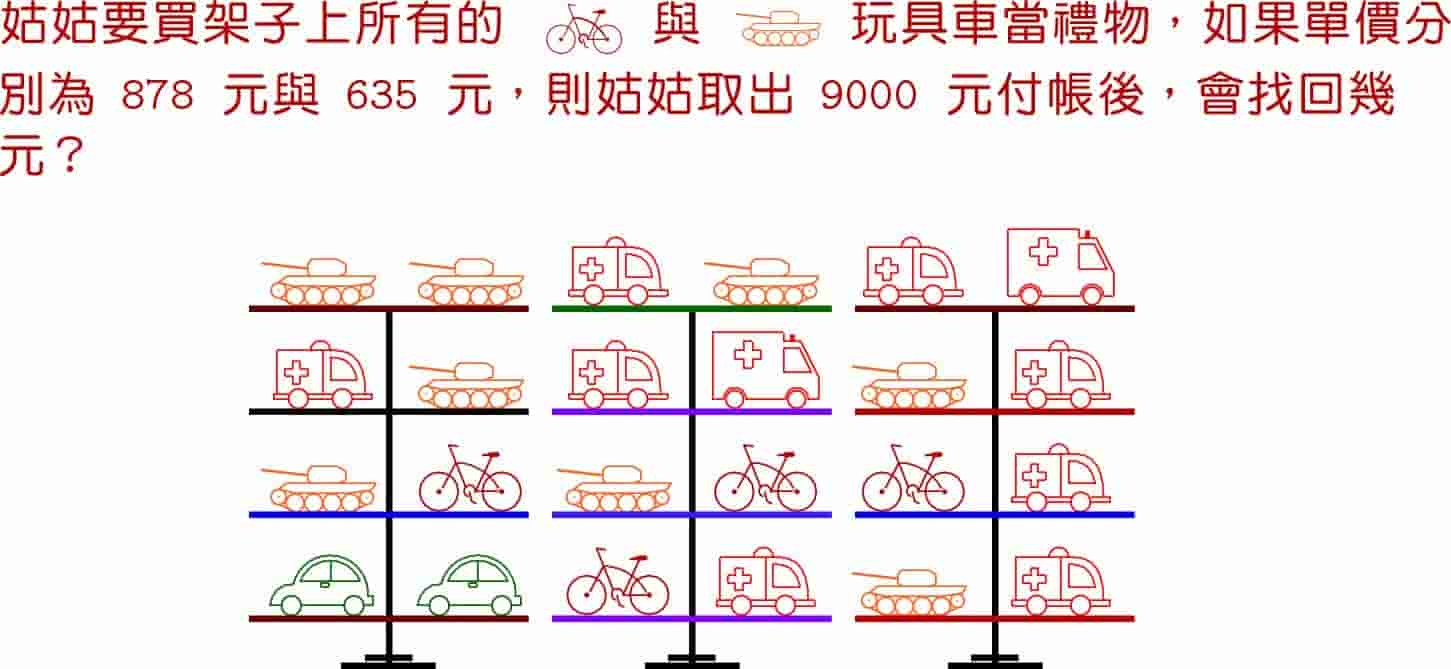 姑姑要買架子上所有的 與 玩具車當禮物，如果單價分
別為 878 元與 635 元，則姑姑取出 9000 元付帳後，會找回幾
元？